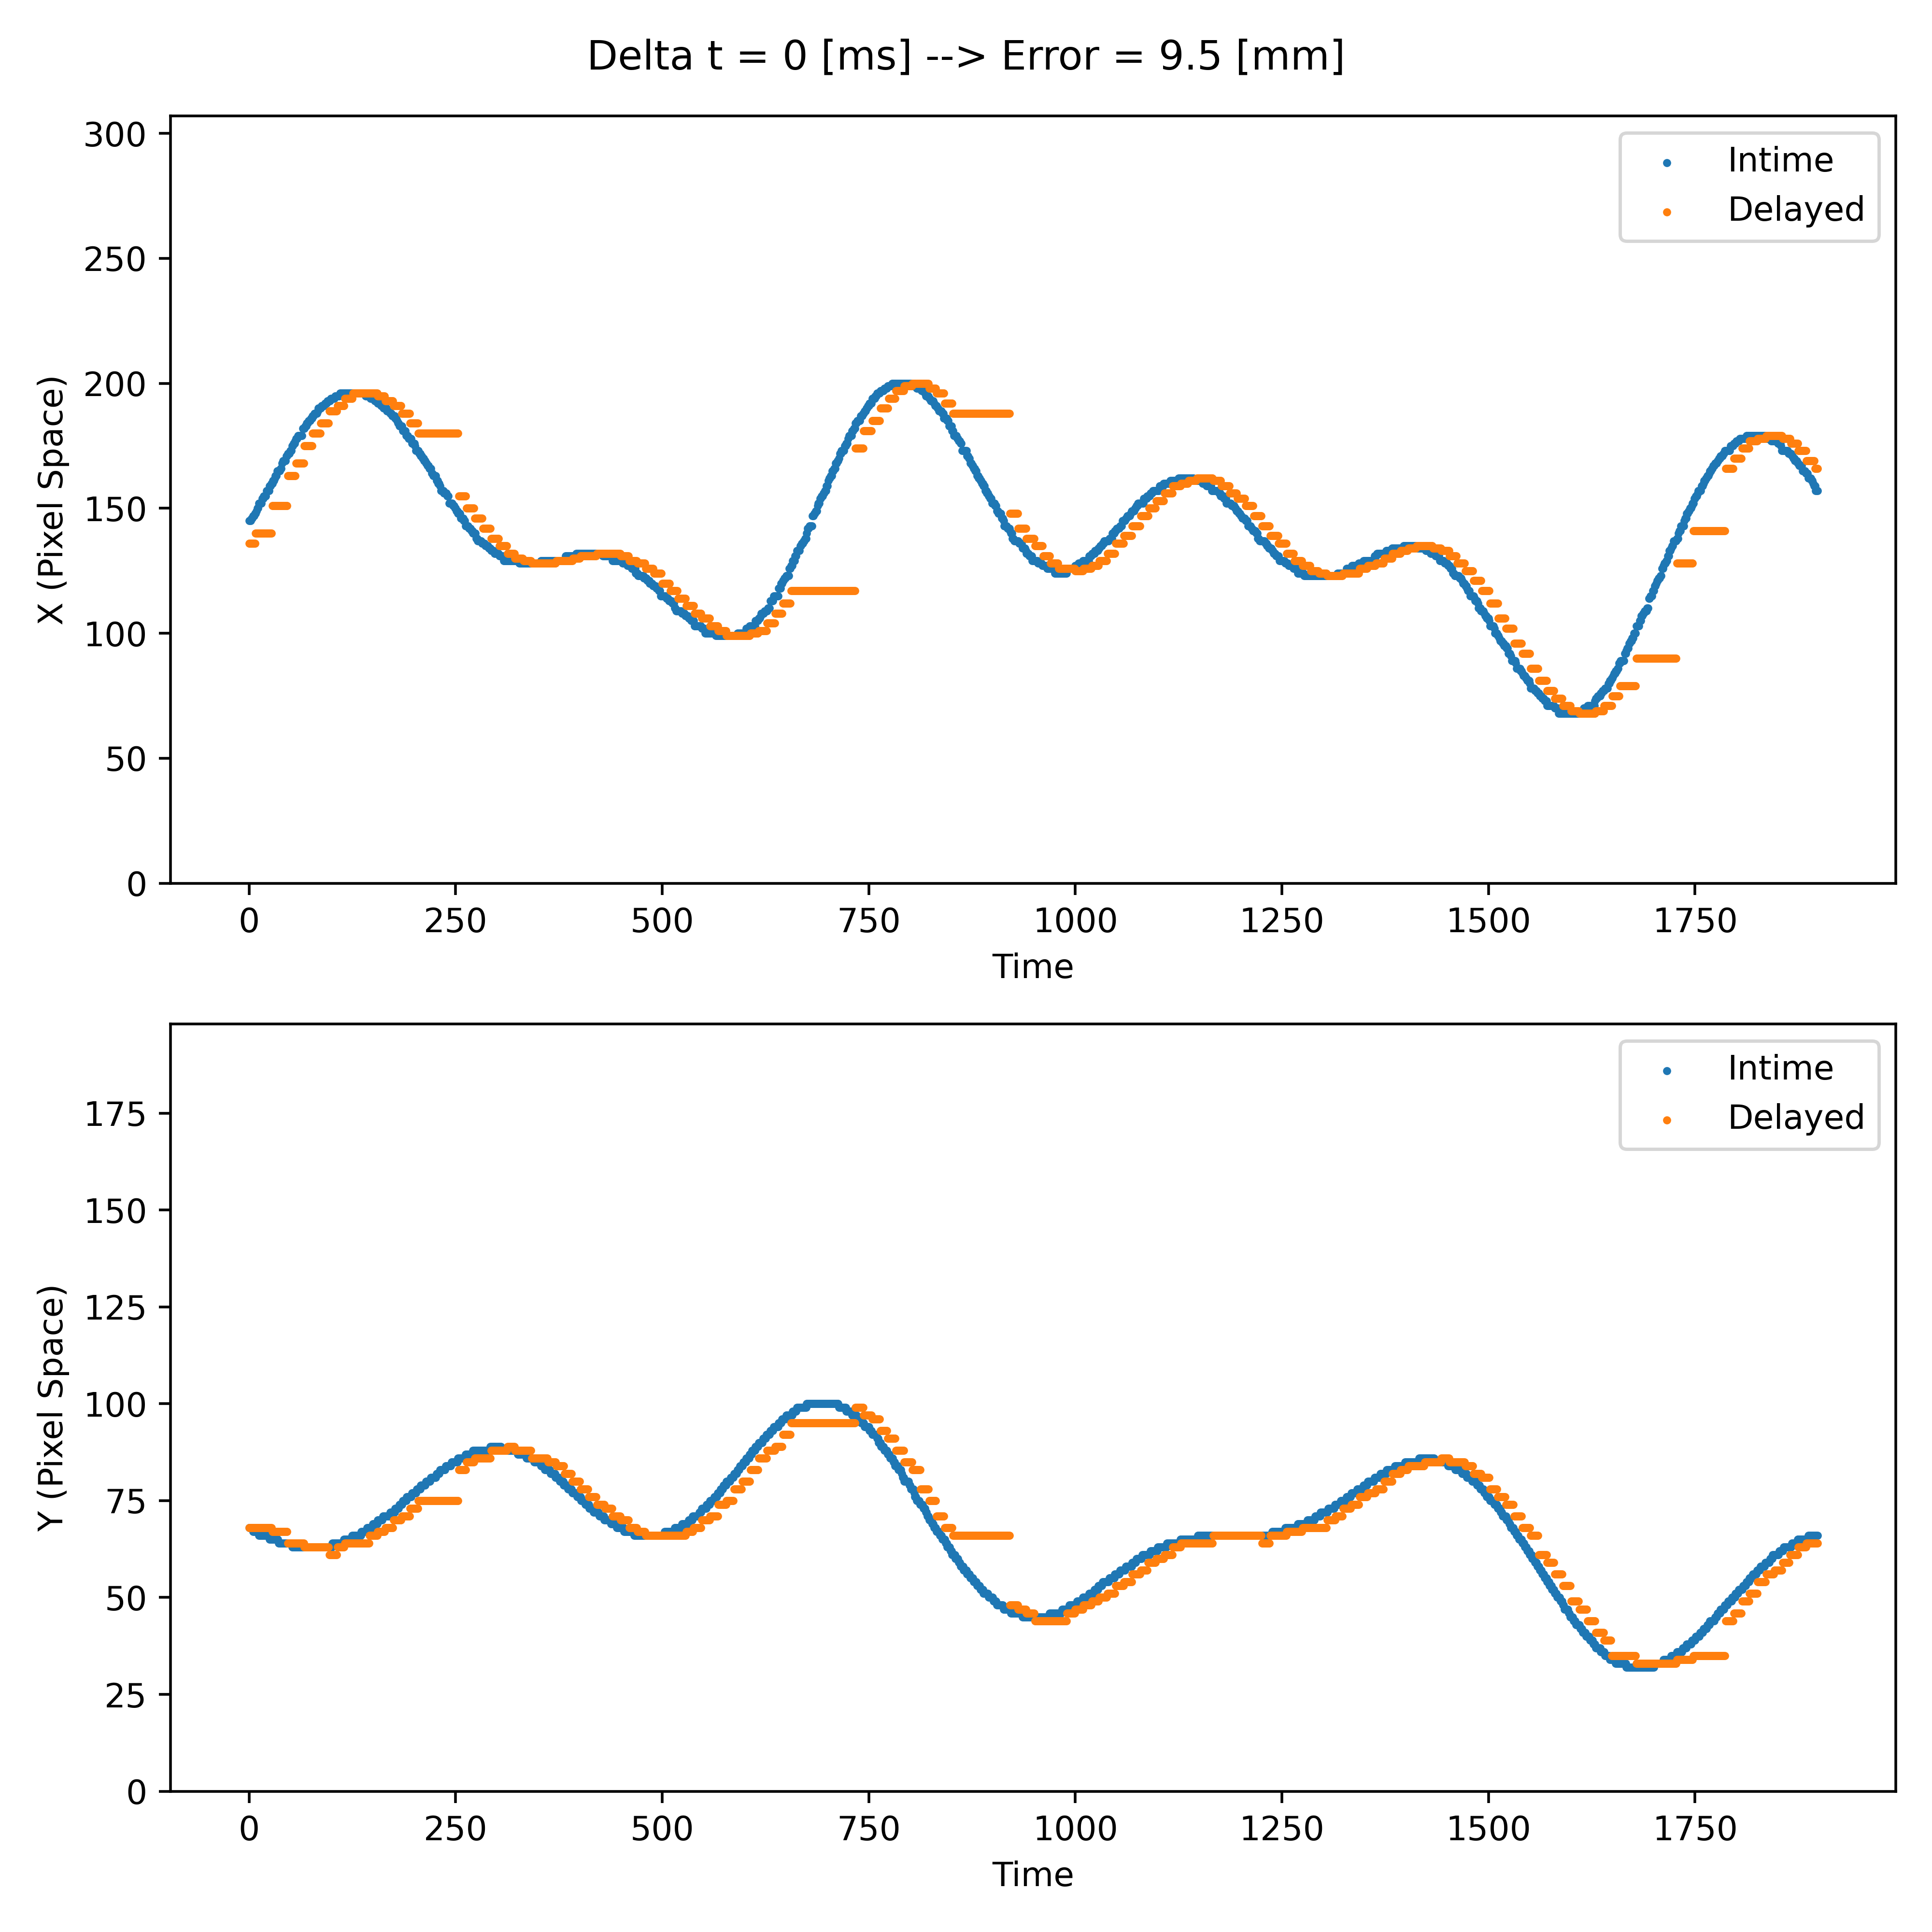 Delta t = 0 [ms] --> Error = 9.5 [mm]
300
250
200
150
100
50
0
X (Pixel Space)
Intime
Delayed
0 250 500 750 1000 1250 1500 1750
Time
175
150
125
100
75
50
25
0
Y (Pixel Space)
Intime
Delayed
0 250 500 750 1000 1250 1500 1750
Time